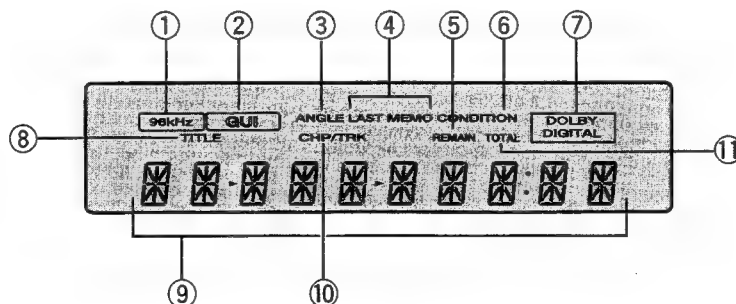 ① ② ③ ④ ⑤ ⑥ ⑦
96kHz GUI ANGLE LAST MEMO CONDITION DOLBY DIGITAL
⑧ TITLE CHP/TRK REMAIN TOTAL ⑪
⑨ ⑩